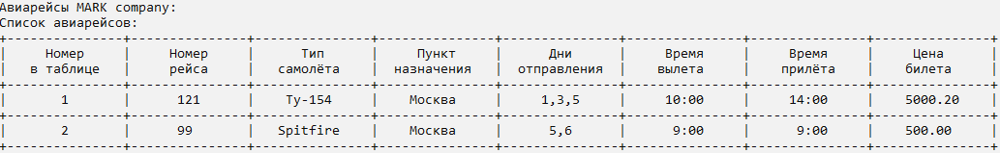 Авиарейсы MARK company:
Список авиарейсов:
Номер Номер Тип Пункт Дни Время Время Цена
в таблице рейса самолёта назначения отправления вылета прилёта билета
1 121 Ту-154 Москва 1,3,5 10:00 14:00 5000.20
2 99 Spitfire Москва 5,6 9:00 9:00 500.00